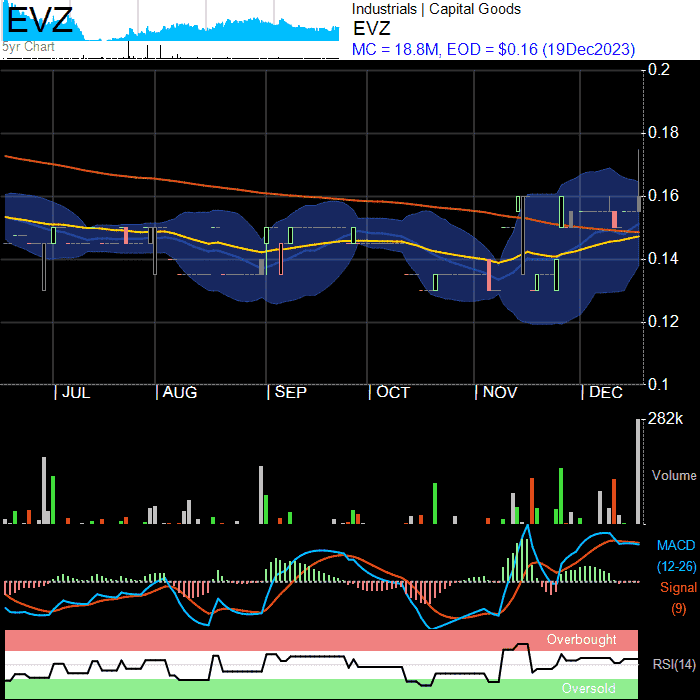 EVZ
5yr Chart
Industrials | Capital Goods
EVZ
MC = 18.8M, EOD = $0.16 (19Dec2023)
0.2
0.18
0.16
0.14
0.12
0.1
JUL AUG SEP OCT NOV DEC
282k
Volume
MACD
(12-26)
Signal
(9)
Overbought
RSI(14)
Oversold